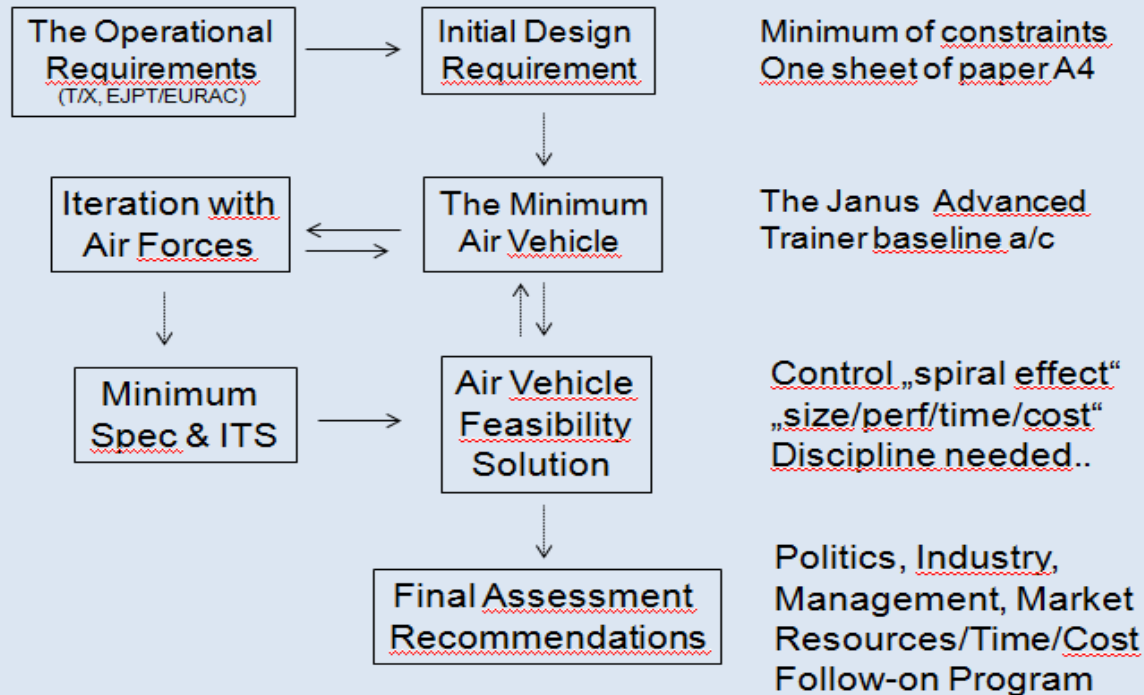 The Operational
Requirements
(T/X, EJPT/EURAC)
Initial Design
Requirement
Minimum of constraints
One sheet of paper A4
Iteration with
Air Forces
The Minimum
Air Vehicle
The Janus Advanced
Trainer baseline a/c
Minimum
Spec & ITS
Air Vehicle
Feasibility
Solution
Control „spiral effect“
„size/perf/time/cost“
Discipline needed..
Final Assessment
Recommendations
Politics, Industry,
Management, Market
Resources/Time/Cost
Follow-on Program